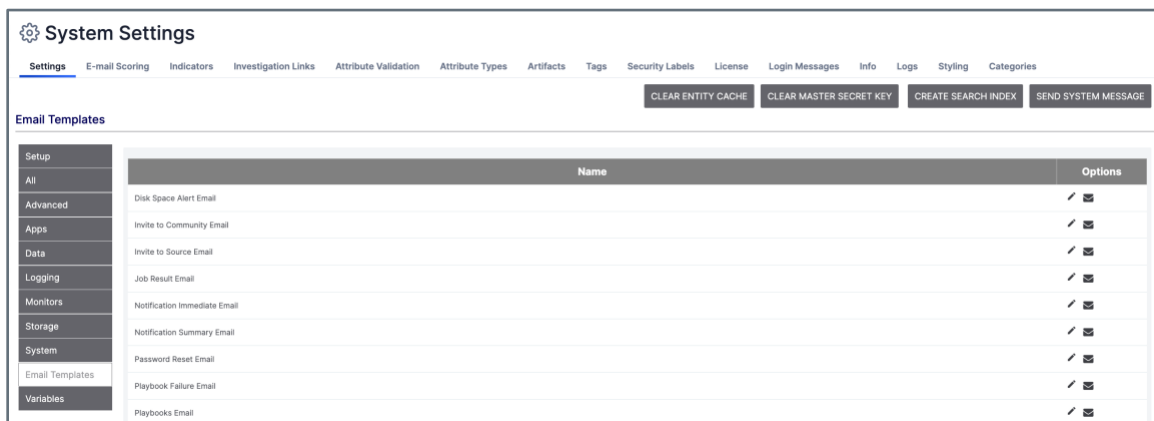 System Settings
Settings E-mail Scoring Indicators Investigation Links Attribute Validation Attribute Types Artifacts Tags Security Labels License Login Messages Info Logs Styling Categories
CLEAR ENTITY CACHE CLEAR MASTER SECRET KEY CREATE SEARCH INDEX SEND SYSTEM MESSAGE
Email Templates
Setup
All
Advanced
Apps
Data
Logging
Monitors
Storage
System
Email Templates
Variables
Name Options
Disk Space Alert Email
Invite to Community Email
Invite to Source Email
Job Result Email
Notification Immediate Email
Notification Summary Email
Password Reset Email
Playbook Failure Email
Playbooks Email